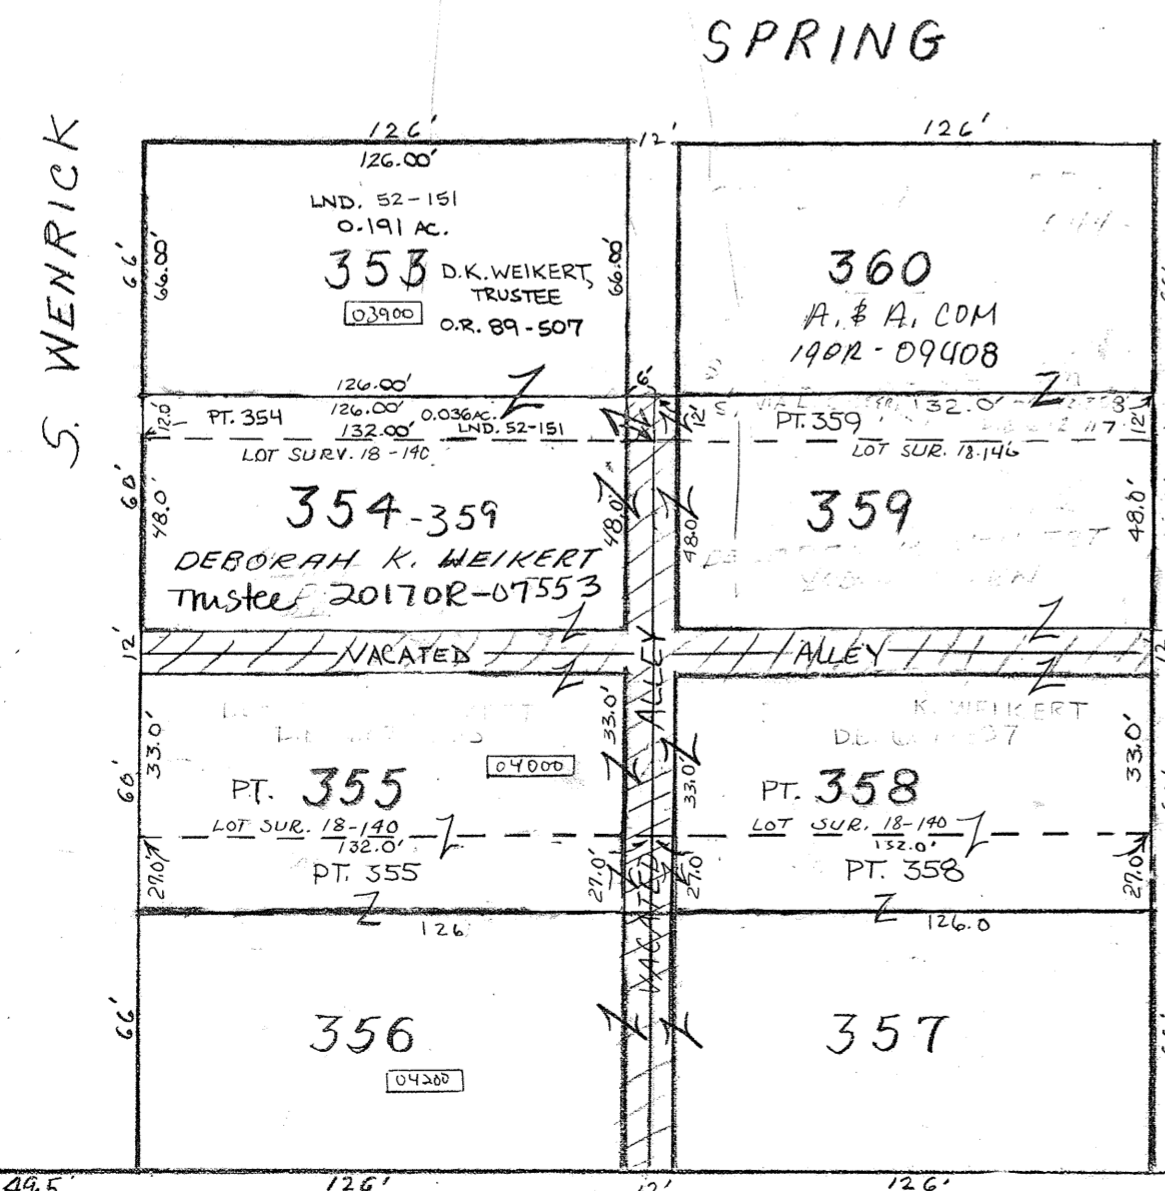 SPRING
S. WENRICK
126'
12'
126'
126.00'
LND. 52-151
0.191 AC.
353
D.K. WEIKERT,
TRUSTEE
03900
O.R. 89-507
66'
66.00'
66.00'
360
A. & A. COM
190R-09408
126.00'
6'
12.0'
PT. 354
126.00'
0.036 AC.
132.00'
LND. 52-151
LOT SURV. 18-140
12'
PT. 359
132.0'
12'
LOT SUR. 18.146
60'
48.0'
354-359
48.0'
48.0'
359
48.0'
DEBORAH K. WEIKERT
Trustee 2017OR-07553
12'
VACATED
ALLEY
12'
ALLEY
K. WEIKERT
60'
33.0'
33.0'
33.0'
33.0'
04000
PT. 355
PT. 358
LOT SUR. 18-140
132.0'
LOT SUR. 18-140
132.0'
27.0'
PT. 355
27.0'
27.0'
PT. 358
27.0'
VACATED
126
126.0
66'
356
357
04200
49.5'
126'
12'
126'